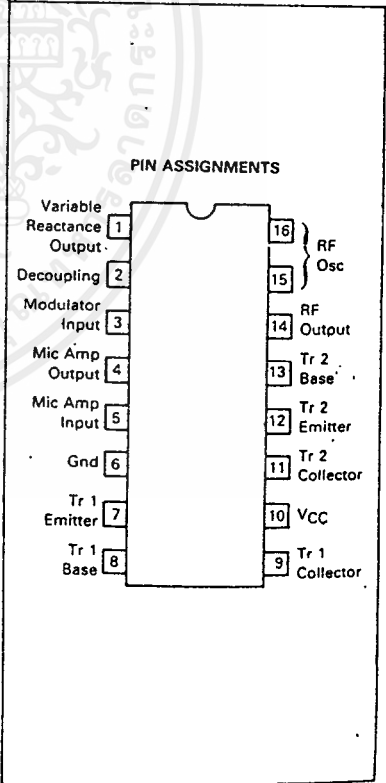 PIN ASSIGNMENTS
Variable
Reactance
Output
1
Decoupling
2
Modulator
Input
3
Mic Amp
Output
4
Mic Amp
Input
5
Gnd
6
Tr 1
Emitter
7
Tr 1
Base
8
16
15
RF
Osc
14
RF
Output
13
Tr 2
Base
12
Tr 2
Emitter
11
Tr 2
Collector
10
VCC
9
Tr 1
Collector